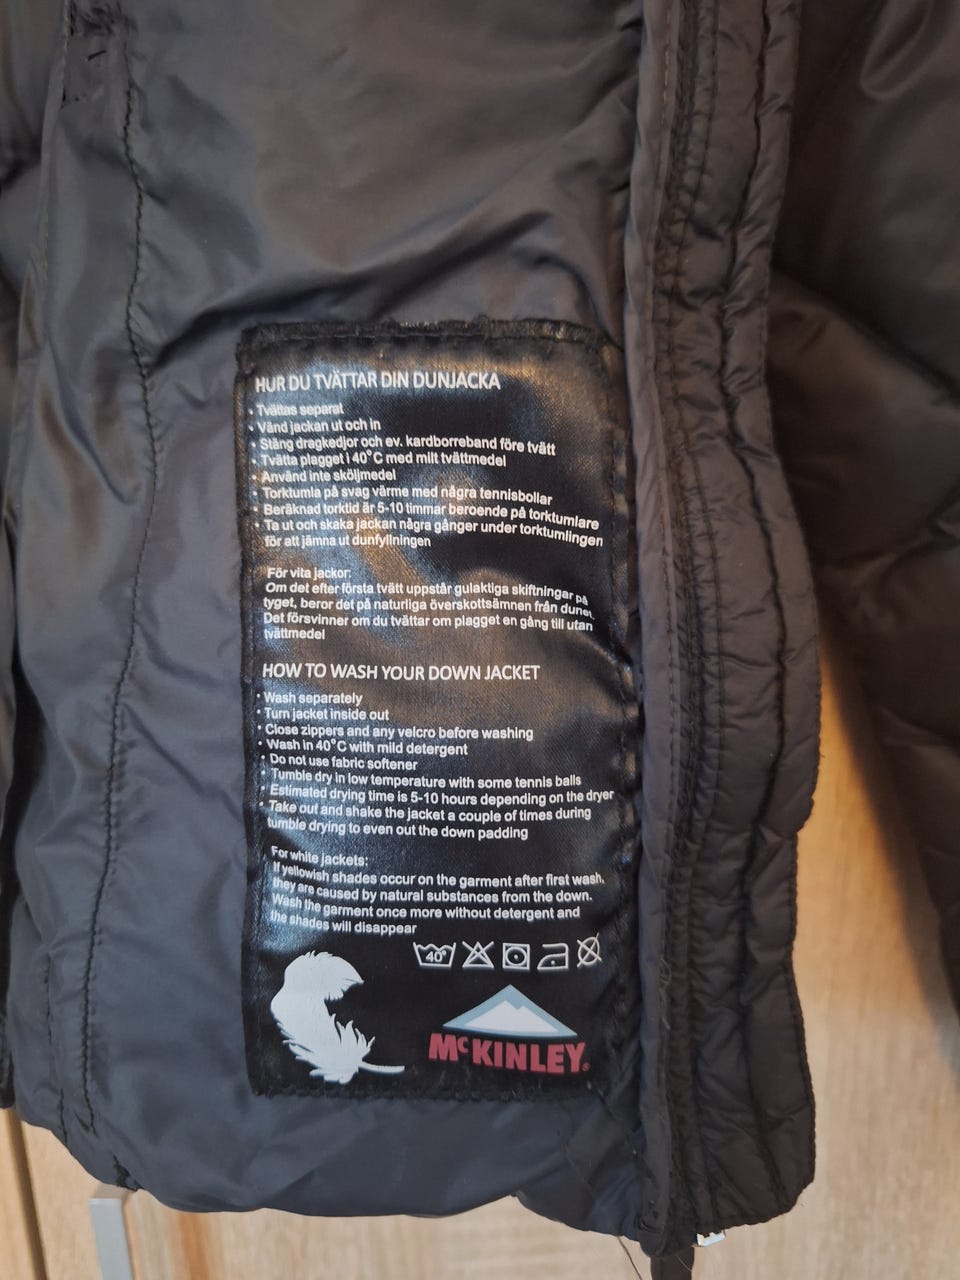 HUR DU TVÄTTAR DIN DUNJACKA
• Tvättas separat
• Vänd jackan ut och in
• Stäng dragkedjor och ev. kardborreband före tvätt
• Tvätta plagget i 40°C med milt tvättmedel
• Använd inte sköljmedel
• Torktumla på svag värme med några tennisbollar
• Beräknad torktid är 5-10 timmar beroende på torktumlare
• Ta ut och skaka jackan några gånger under torktumlingen
för att jämna ut dunfyllningen
För vita jackor:
Om det efter första tvätt uppstår gulaktiga skiftningar på
tyget, beror det på naturliga överskottsämnen från dunet.
Det försvinner om du tvättar om plagget en gång till utan
tvättmedel
HOW TO WASH YOUR DOWN JACKET
• Wash separately
• Turn jacket inside out
• Close zippers and any velcro before washing
• Wash in 40°C with mild detergent
• Do not use fabric softener
• Tumble dry in low temperature with some tennis balls
• Estimated drying time is 5-10 hours depending on the dryer
• Take out and shake the jacket a couple of times during
tumble drying to even out the down padding
For white jackets:
If yellowish shades occur on the garment after first wash,
they are caused by natural substances from the down.
Wash the garment once more without detergent and
the shades will disappear
40°
McKINLEY®